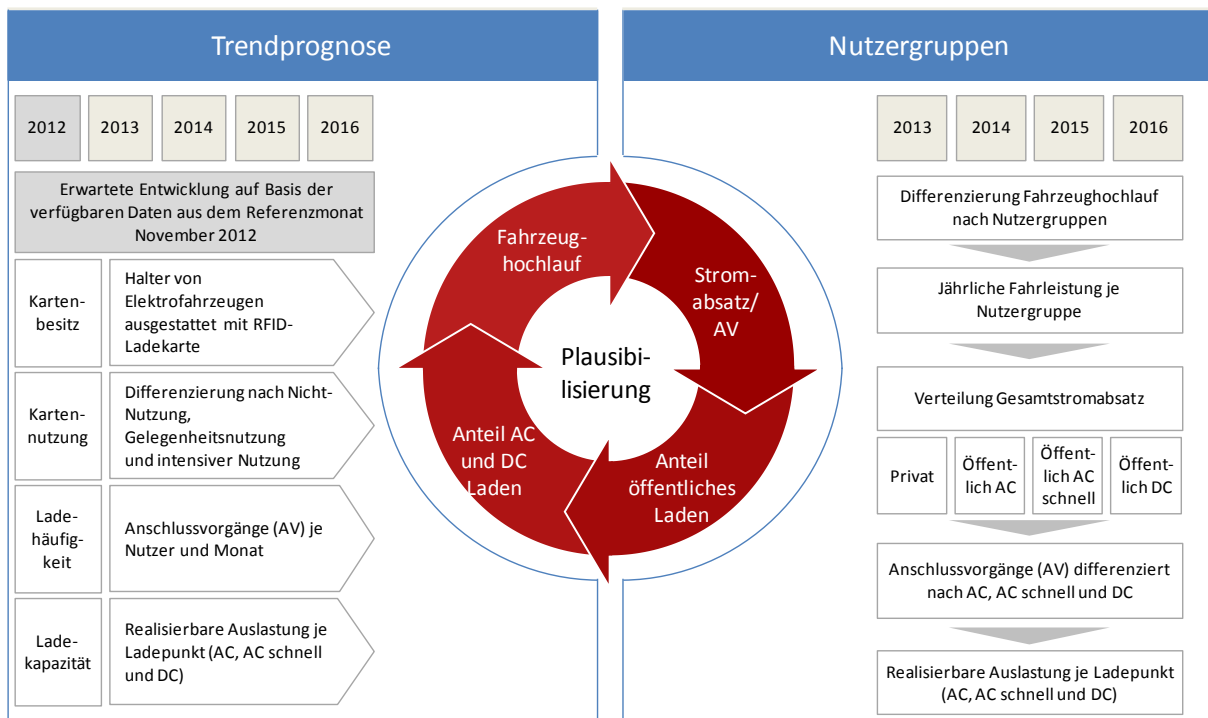 Trendprognose
2012
2013
2014
2015
2016
Erwartete Entwicklung auf Basis der
verfügbaren Daten aus dem Referenzmonat
November 2012
Karten-
besitz
Halter von
Elektrofahrzeugen
ausgestattet mit RFID-
Ladekarte
Karten-
nutzung
Differenzierung nach Nicht-
Nutzung,
Gelegenheitsnutzung
und intensiver Nutzung
Lade-
häufig-
keit
Anschlussvorgänge (AV) je
Nutzer und Monat
Lade-
kapazität
Realisierbare Auslastung je
Ladepunkt (AC, AC schnell
und DC)
Fahrzeug-
hochlauf
Strom-
absatz/
AV
Plausibi-
lisierung
Anteil AC
und DC
Laden
Anteil
öffentliches
Laden
Nutzergruppen
2013
2014
2015
2016
Differenzierung Fahrzeughochlauf
nach Nutzergruppen
Jährliche Fahrleistung je
Nutzergruppe
Verteilung Gesamtstromabsatz
Privat
Öffent-
lich AC
Öffent-
lich AC
schnell
Öffent-
lich DC
Anschlussvorgänge (AV) differenziert
nach AC, AC schnell und DC
Realisierbare Auslastung je Ladepunkt
(AC, AC schnell und DC)